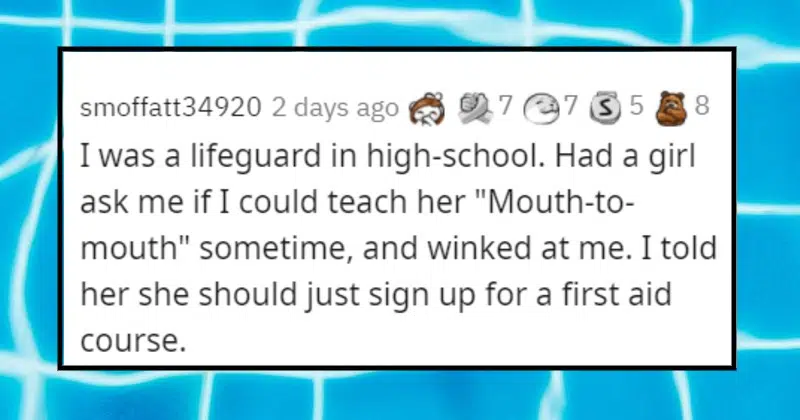 smoffatt34920 2 days ago 7 7 S 5 8
I was a lifeguard in high-school. Had a girl
ask me if I could teach her "Mouth-to-
mouth" sometime, and winked at me. I told
her she should just sign up for a first aid
course.